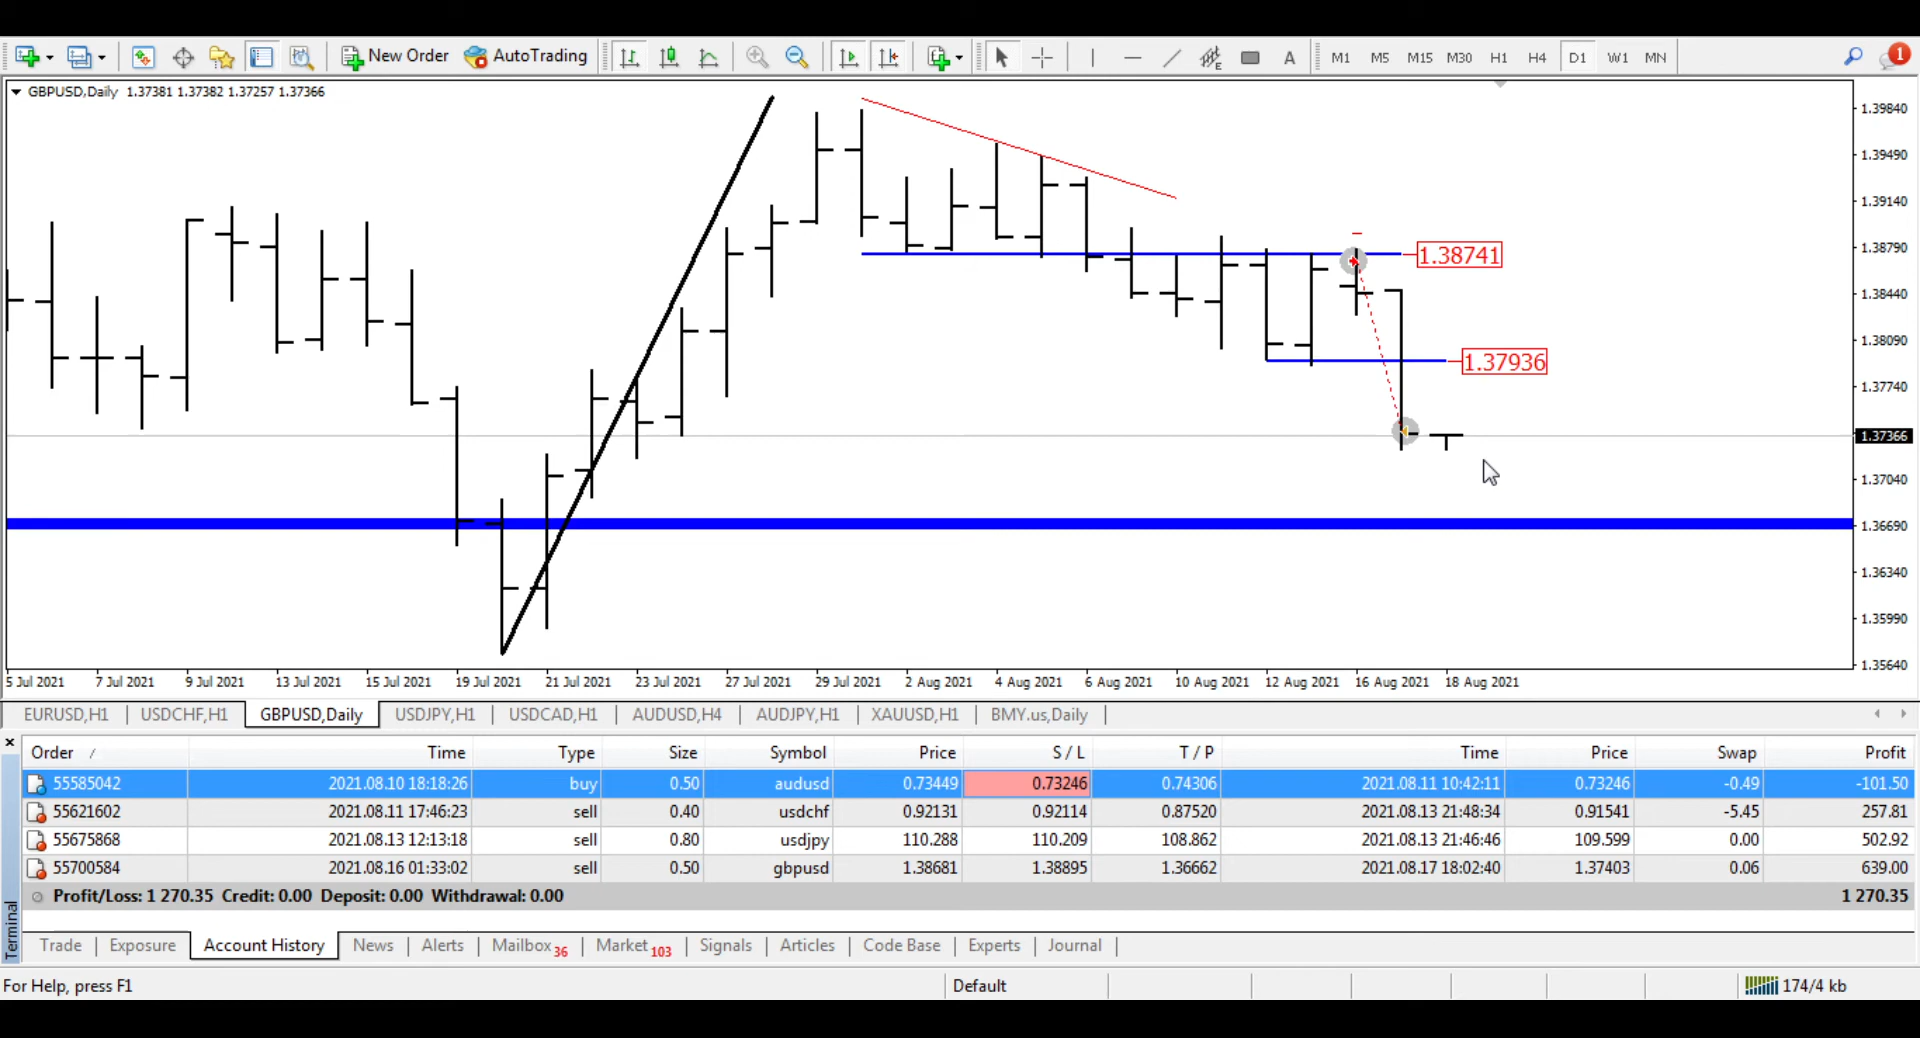 New Order AutoTrading E A M1 M5 M15 M30 H1 H4 D1 W1 MN 1
GBPUSD,Daily 1.37381 1.37382 1.37257 1.37366
1.39840
1.39490
1.39140
1.38790
1.38741
1.38440
1.38090
1.37936
1.37740
1.37366
1.37040
1.36690
1.36340
1.35990
1.35640
5 Jul 2021 7 Jul 2021 9 Jul 2021 13 Jul 2021 15 Jul 2021 19 Jul 2021 21 Jul 2021 23 Jul 2021 27 Jul 2021 29 Jul 2021 2 Aug 2021 4 Aug 2021 6 Aug 2021 10 Aug 2021 12 Aug 2021 16 Aug 2021 18 Aug 2021
EURUSD,H1 USDCHF,H1 GBPUSD,Daily USDJPY,H1 USDCAD,H1 AUDUSD,H4 AUDJPY,H1 XAUUSD,H1 BMY.us,Daily
Order / Time Type Size Symbol Price S / L T / P Time Price Swap Profit
55585042 2021.08.10 18:18:26 buy 0.50 audusd 0.73449 0.73246 0.74306 2021.08.11 10:42:11 0.73246 -0.49 -101.50
55621602 2021.08.11 17:46:23 sell 0.40 usdchf 0.92131 0.92114 0.87520 2021.08.13 21:48:34 0.91541 -5.45 257.81
55675868 2021.08.13 12:13:18 sell 0.80 usdjpy 110.288 110.209 108.862 2021.08.13 21:46:46 109.599 0.00 502.92
55700584 2021.08.16 01:33:02 sell 0.50 gbpusd 1.38681 1.38895 1.36662 2021.08.17 18:02:40 1.37403 0.06 639.00
Profit/Loss: 1 270.35 Credit: 0.00 Deposit: 0.00 Withdrawal: 0.00 1 270.35
Terminal
Trade Exposure Account History News Alerts Mailbox 36 Market 103 Signals Articles Code Base Experts Journal
For Help, press F1 Default 174/4 kb